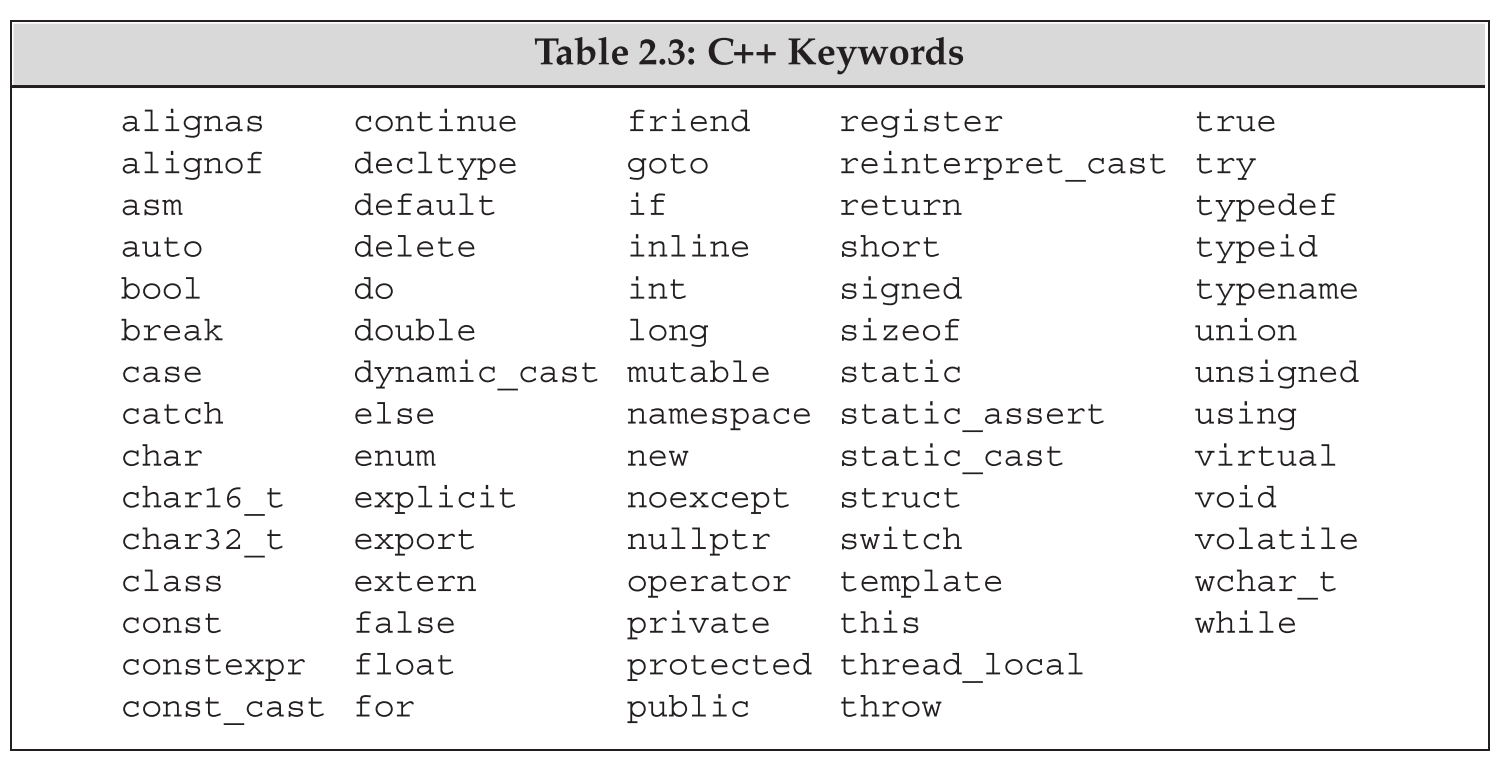 Table 2.3: C++ Keywords
alignas continue friend register true
alignof decltype goto reinterpret_cast try
asm default if return typedef
auto delete inline short typeid
bool do int signed typename
break double long sizeof union
case dynamic_cast mutable static unsigned
catch else namespace static_assert using
char enum new static_cast virtual
char16_t explicit noexcept struct void
char32_t export nullptr switch volatile
class extern operator template wchar_t
const false private this while
constexpr float protected thread_local
const_cast for public throw